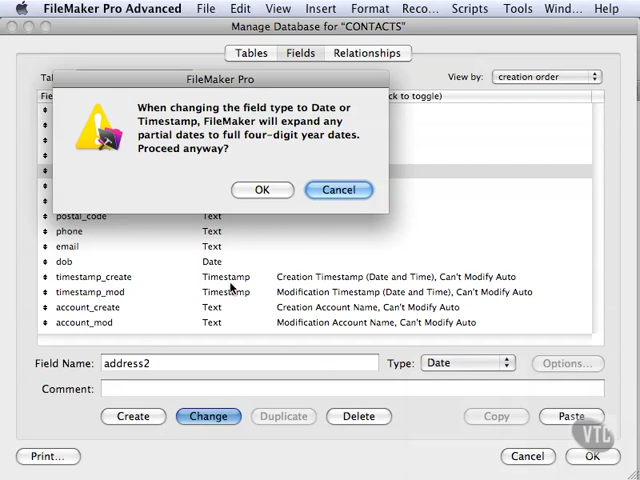 FileMaker Pro Advanced File Edit View Insert Format Reco... Scripts Tools Wind... Help
Manage Database for “CONTACTS”
Tables Fields Relationships
View by: creation order
FileMaker Pro
When changing the field type to Date or
Timestamp, FileMaker will expand any
partial dates to full four-digit year dates.
Proceed anyway?
OK Cancel
ck to toggle)
postal_code Text
phone Text
email Text
dob Date
timestamp_create Timestamp Creation Timestamp (Date and Time), Can't Modify Auto
timestamp_mod Timestamp Modification Timestamp (Date and Time), Can't Modify Auto
account_create Text Creation Account Name, Can't Modify Auto
account_mod Text Modification Account Name, Can't Modify Auto
Field Name: address2 Type: Date Options...
Comment:
Create Change Duplicate Delete Copy Paste
VTC
Print... Cancel OK